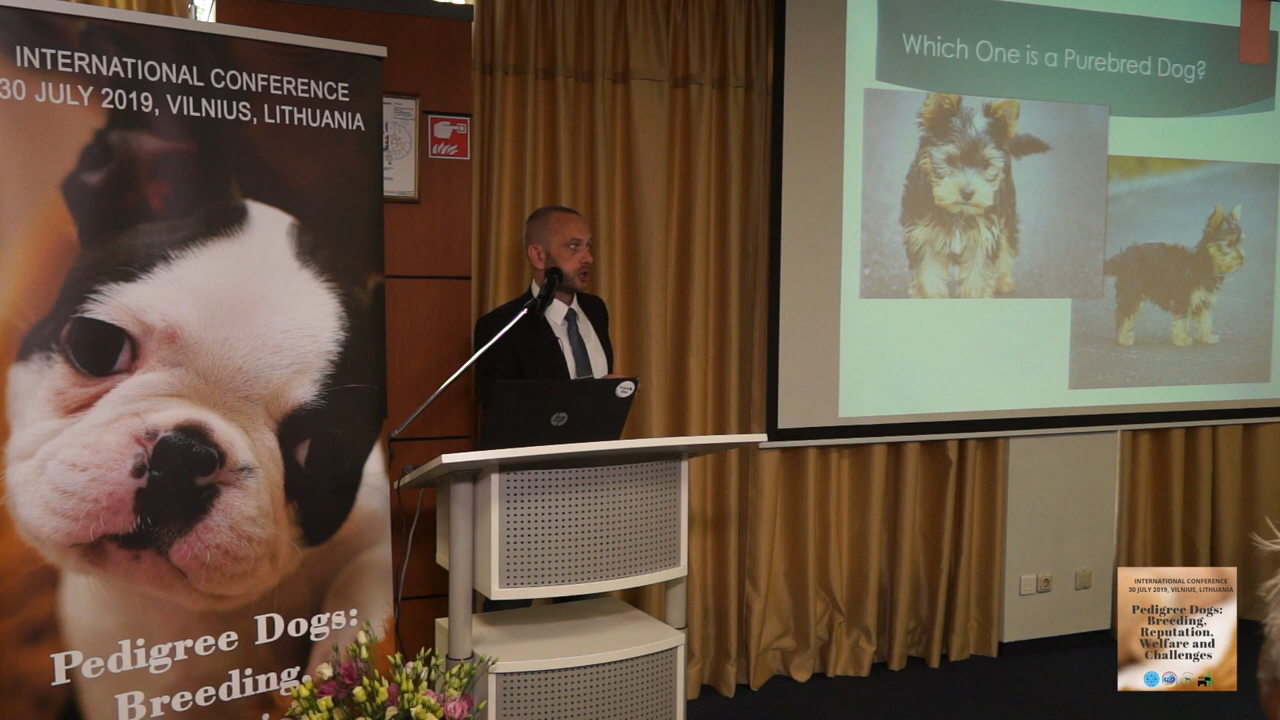 INTERNATIONAL CONFERENCE
30 JULY 2019, VILNIUS, LITHUANIA
Pedigree Dogs:
Breeding,
Which One is a Purebred Dog?
hp
INTERNATIONAL CONFERENCE
30 JULY 2019, VILNIUS, LITHUANIA
Pedigree Dogs:
Breeding,
Reputation,
Welfare and
Challenges